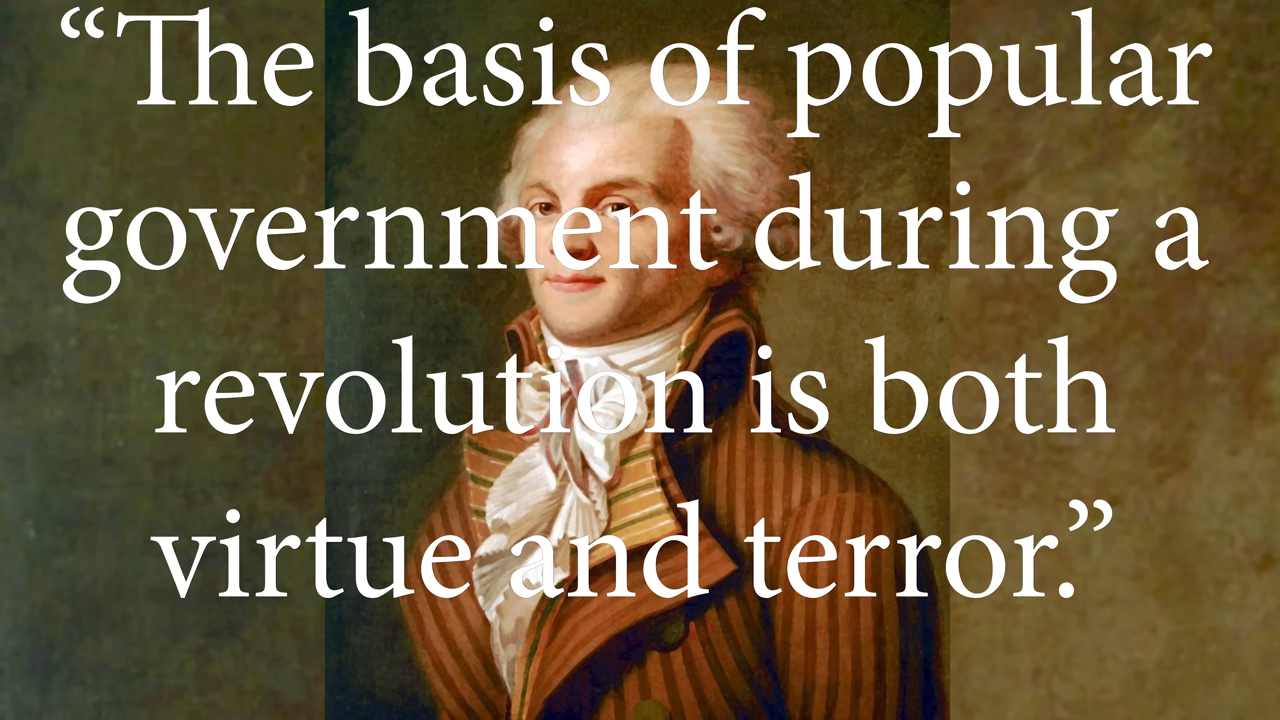 “The basis of popular
government during a
revolution is both
virtue and terror.”